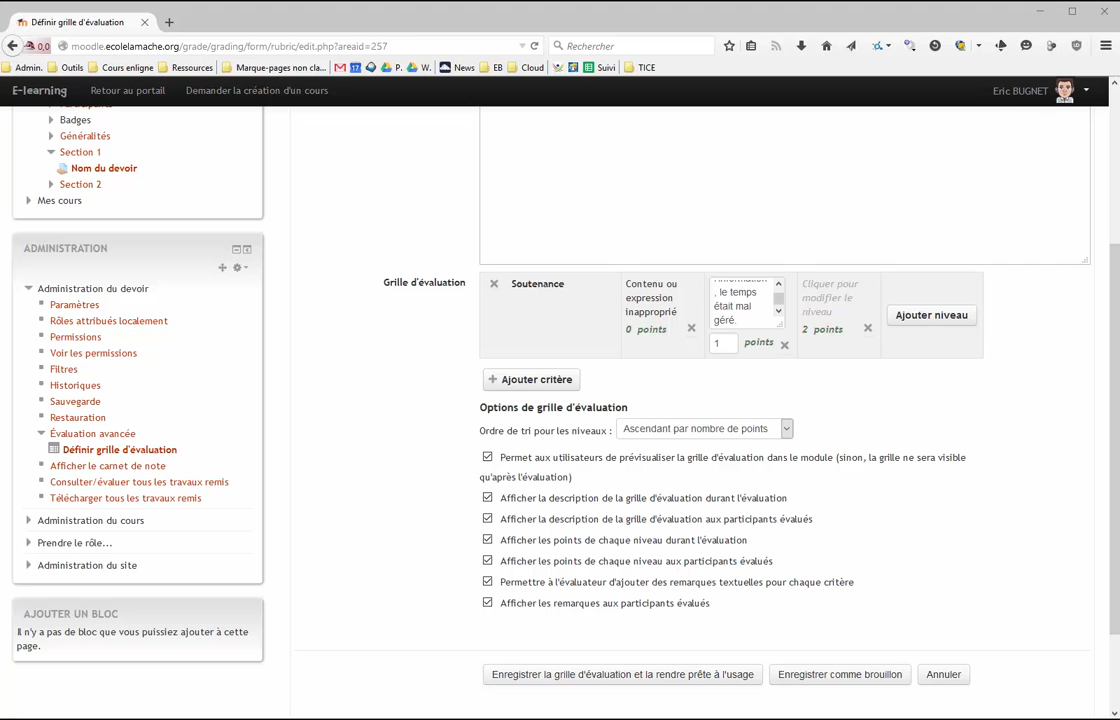 Définir grille d'évaluation
0,0
moodle.ecolelamache.org/grade/grading/form/rubric/edit.php?areaid=257
Rechercher
Admin.
Outils
Cours enligne
Ressources
Marque-pages non cla...
17
P.
W.
News
EB
Cloud
Suivi
TICE
E-learning
Retour au portail
Demander la création d'un cours
Eric BUGNET
Badges
Généralités
Section 1
Nom du devoir
Section 2
Mes cours
ADMINISTRATION
Administration du devoir
Paramètres
Rôles attribués localement
Permissions
Voir les permissions
Filtres
Historiques
Sauvegarde
Restauration
Évaluation avancée
Définir grille d'évaluation
Afficher le carnet de note
Consulter/évaluer tous les travaux remis
Télécharger tous les travaux remis
Administration du cours
Prendre le rôle...
Administration du site
AJOUTER UN BLOC
Il n'y a pas de bloc que vous puissiez ajouter à cette
page.
Grille d'évaluation
Soutenance
Contenu ou
expression
inapproprié
0 points
, le temps
était mal
géré.
1 points
Cliquer pour
modifier le
niveau
2 points
Ajouter niveau
Ajouter critère
Options de grille d'évaluation
Ordre de tri pour les niveaux : Ascendant par nombre de points
Permet aux utilisateurs de prévisualiser la grille d'évaluation dans le module (sinon, la grille ne sera visible
qu'après l'évaluation)
Afficher la description de la grille d'évaluation durant l'évaluation
Afficher la description de la grille d'évaluation aux participants évalués
Afficher les points de chaque niveau durant l'évaluation
Afficher les points de chaque niveau aux participants évalués
Permettre à l'évaluateur d'ajouter des remarques textuelles pour chaque critère
Afficher les remarques aux participants évalués
Enregistrer la grille d'évaluation et la rendre prête à l'usage
Enregistrer comme brouillon
Annuler